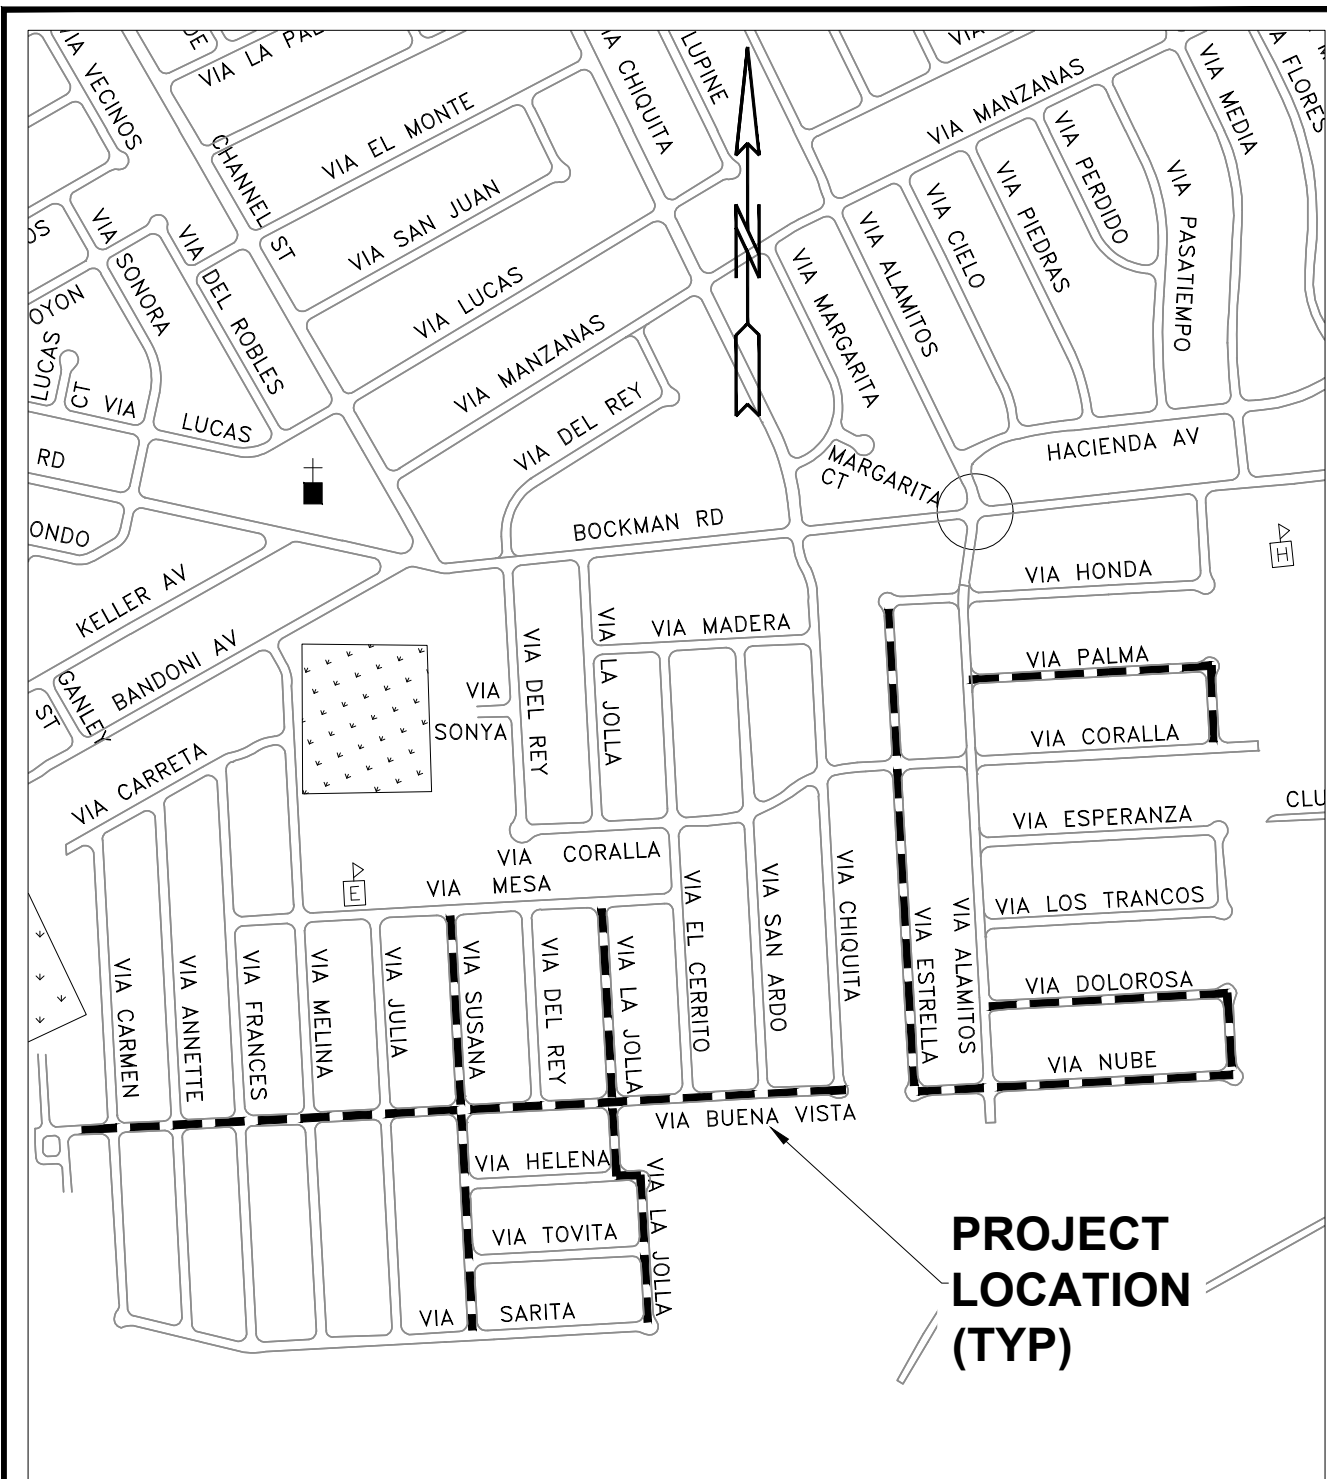 VIA VECINOS
DE
VIA LA PAL
VIA CHIQUITA
LUPINE
VIA
VIA MANZANAS
VIA MEDIA
FLORES
CHANNEL ST
VIA EL MONTE
VIA SAN JUAN
VIA LUCAS
VIA MANZANAS
VIA DEL REY
VIA SONORA
VIA DEL ROBLES
OS
OYON
LUCAS CT
VIA LUCAS
RD
ONDO
N
VIA MARGARITA
VIA ALAMITOS
VIA CIELO
VIA PIEDRAS
VIA PERDIDO
VIA PASATIEMPO
MARGARITA
CT
HACIENDA AV
BOCKMAN RD
KELLER AV
BANDONI AV
GANLEY
ST
VIA CARRETA
VIA HONDA
H
VIA MADERA
VIA LA JOLLA
VIA DEL REY
VIA
SONYA
VIA PALMA
VIA CORALLA
VIA ESPERANZA
CLU
VIA CORALLA
VIA MESA
E
VIA LOS TRANCOS
VIA DOLOROSA
VIA NUBE
VIA CARMEN
VIA ANNETTE
VIA FRANCES
VIA MELINA
VIA JULIA
VIA SUSANA
VIA DEL REY
VIA LA JOLLA
VIA EL CERRITO
VIA SAN ARDO
VIA CHIQUITA
VIA ESTRELLA
VIA ALAMITOS
VIA BUENA VISTA
VIA HELENA
VIA TOVITA
VIA LA JOLLA
VIA SARITA
PROJECT
LOCATION
(TYP)